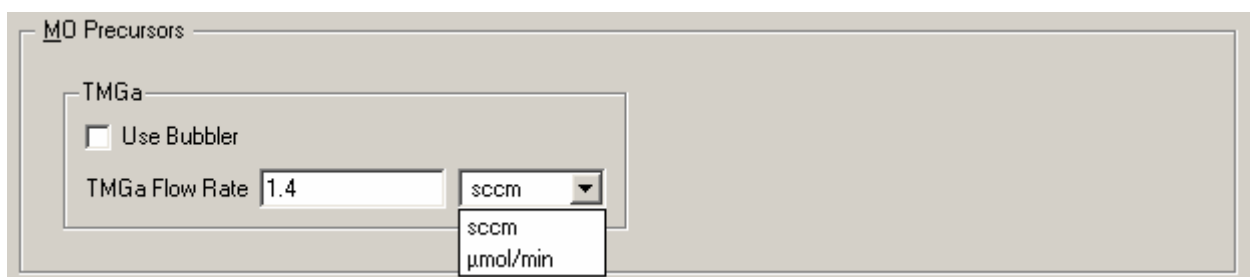 MO Precursors
TMGa
Use Bubbler
TMGa Flow Rate 1.4 sccm
sccm
µmol/min